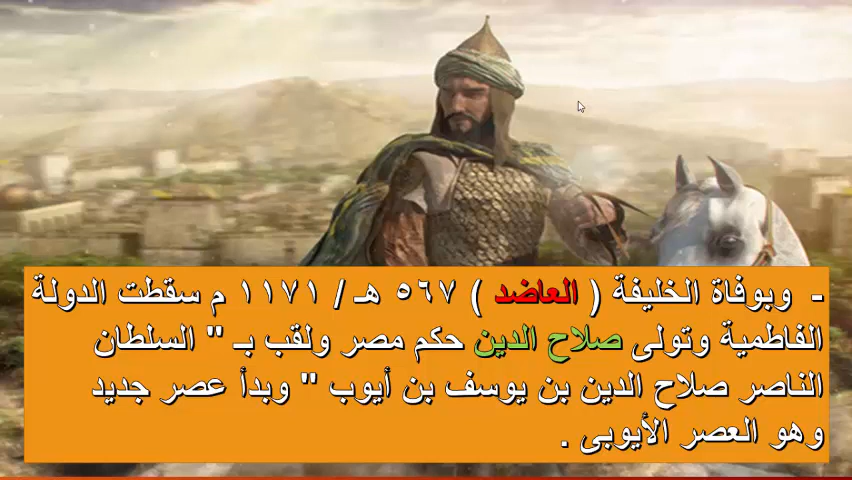 - وبوفاة الخليفة ( العاضد ) ٥٦٧ هـ / ١١٧١ م سقطت الدولة
الفاطمية وتولى صلاح الدين حكم مصر ولقب بـ " السلطان
الناصر صلاح الدين بن يوسف بن أيوب " وبدأ عصر جديد
وهو العصر الأيوبى .